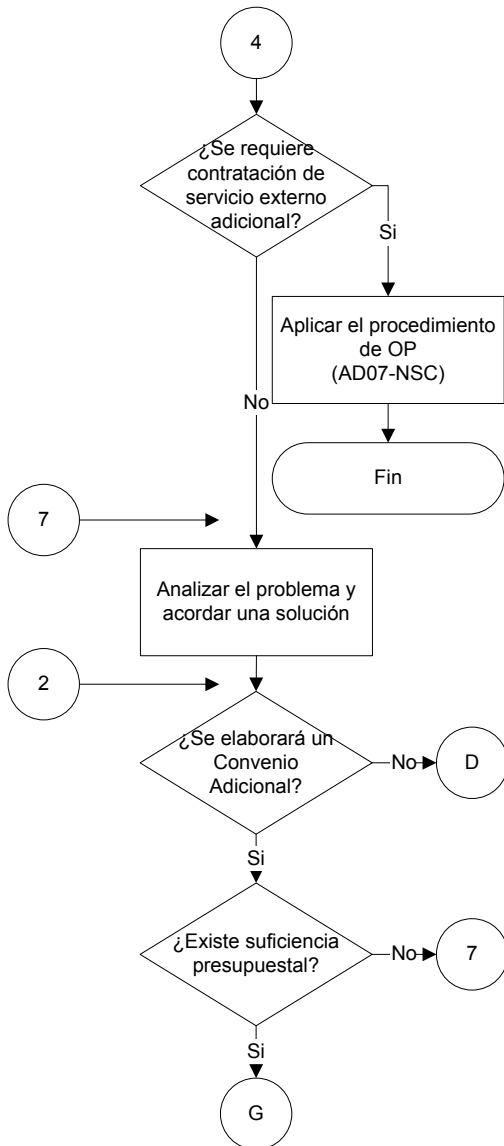 4
¿Se requiere
contratación de
servicio externo
adicional?
Si
Aplicar el procedimiento
de OP
(AD07-NSC)
No
Fin
7
Analizar el problema y
acordar una solución
2
¿Se elaborará un
Convenio
Adicional?
No
D
Si
¿Existe suficiencia
presupuestal?
No
7
Si
G